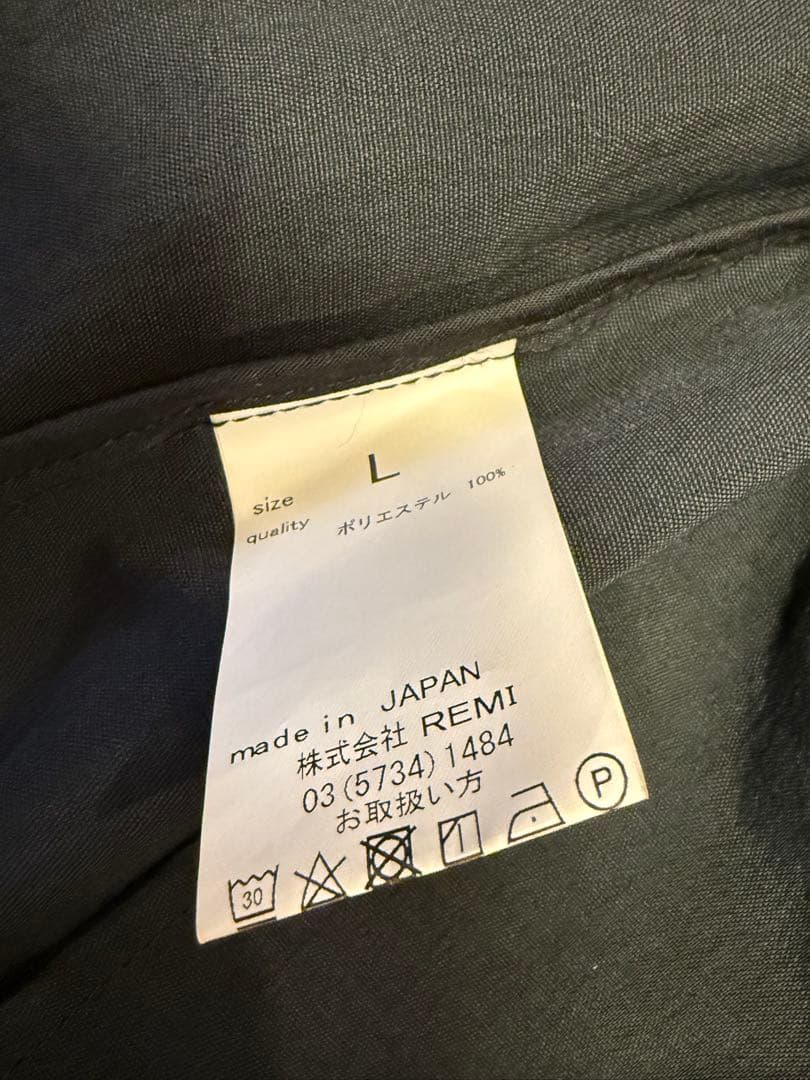 size L
quality ポリエステル 100%
made in JAPAN
株式会社 REMI
03(5734)1484
お取扱い方
30 P